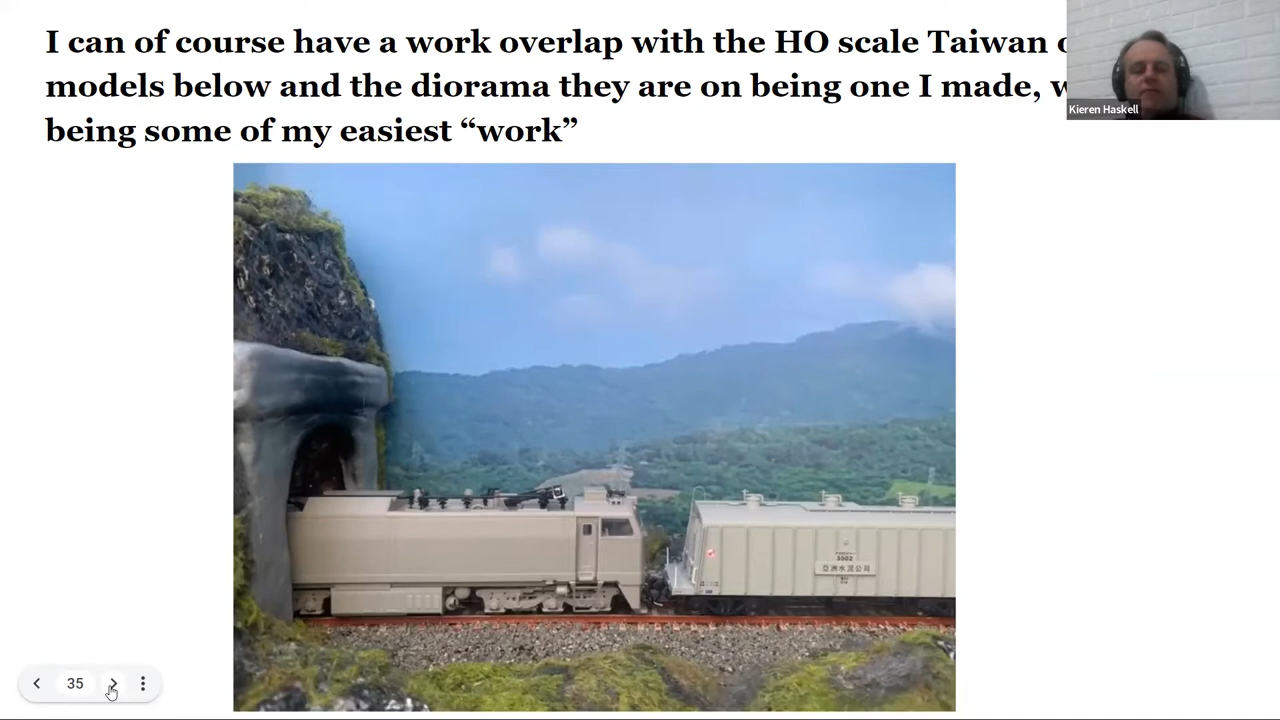 I can of course have a work overlap with the HO scale Taiwan
models below and the diorama they are on being one I made,
being some of my easiest “work”
Kieren Haskell
3502
亞洲水泥公司
35